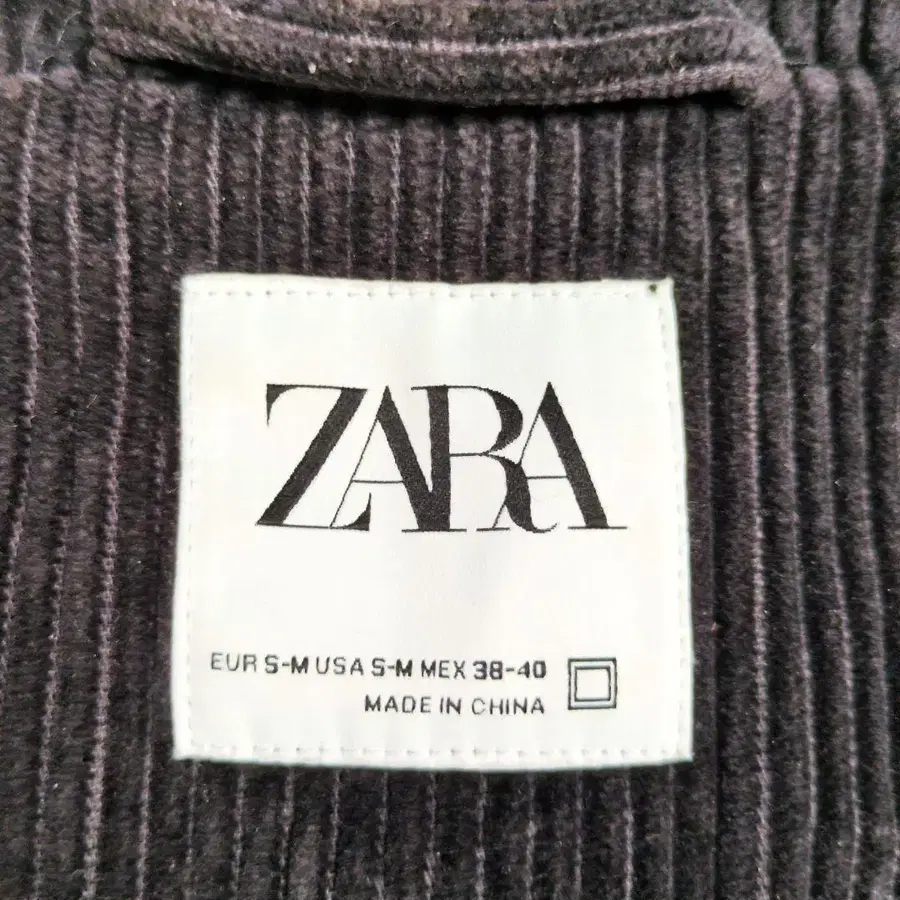 ZARA
EUR S-M USA S-M MEX 38-40
MADE IN CHINA